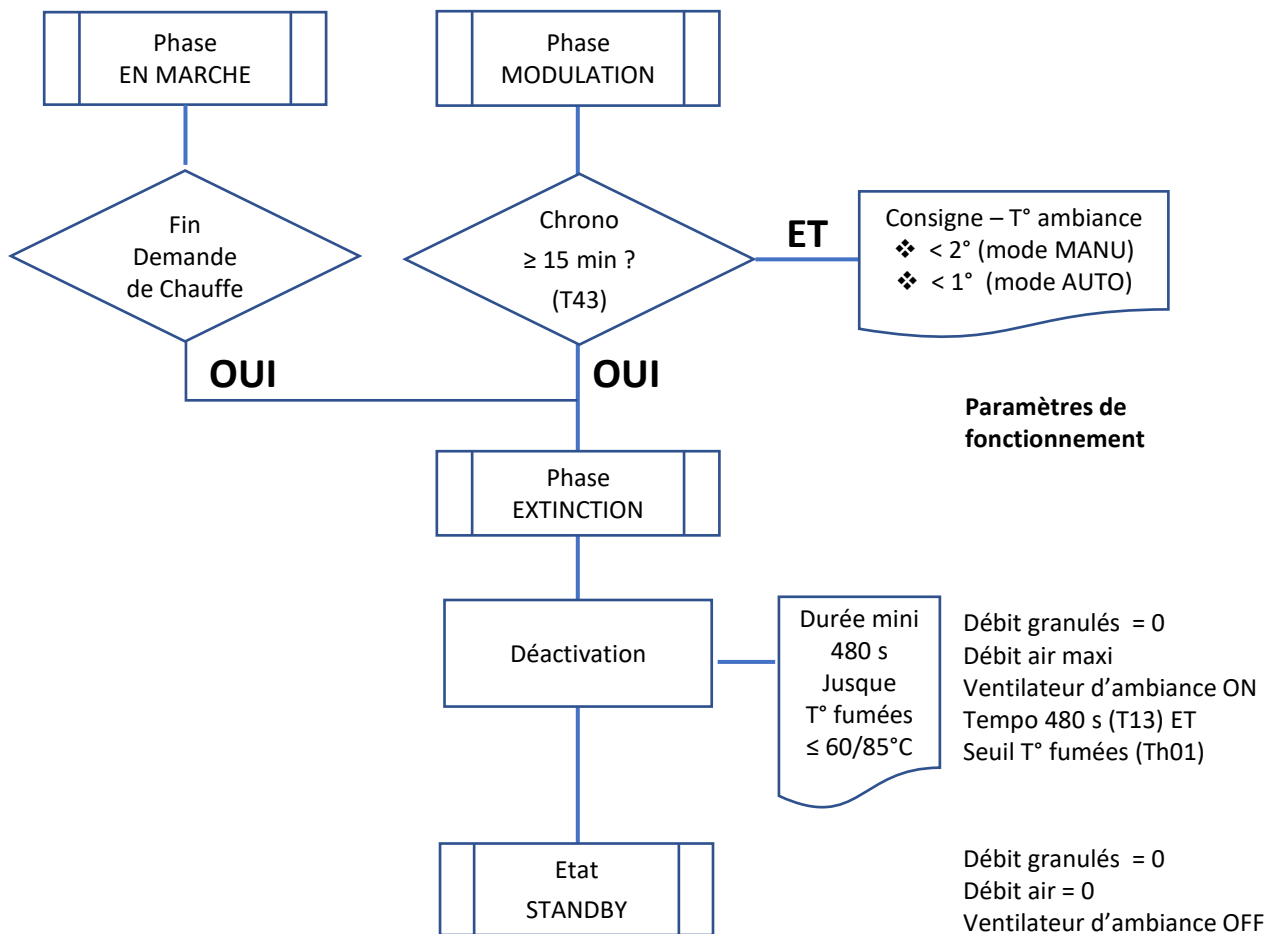 Phase
EN MARCHE
Phase
MODULATION
Fin
Demande
de Chauffe
Chrono
≥ 15 min ?
(T43)
ET
Consigne – T° ambiance
❖ < 2° (mode MANU)
❖ < 1° (mode AUTO)
OUI
OUI
Paramètres de
fonctionnement
Phase
EXTINCTION
Déactivation
Durée mini
480 s
Jusque
T° fumées
≤ 60/85°C
Débit granulés = 0
Débit air maxi
Ventilateur d’ambiance ON
Tempo 480 s (T13) ET
Seuil T° fumées (Th01)
Etat
STANDBY
Débit granulés = 0
Débit air = 0
Ventilateur d’ambiance OFF